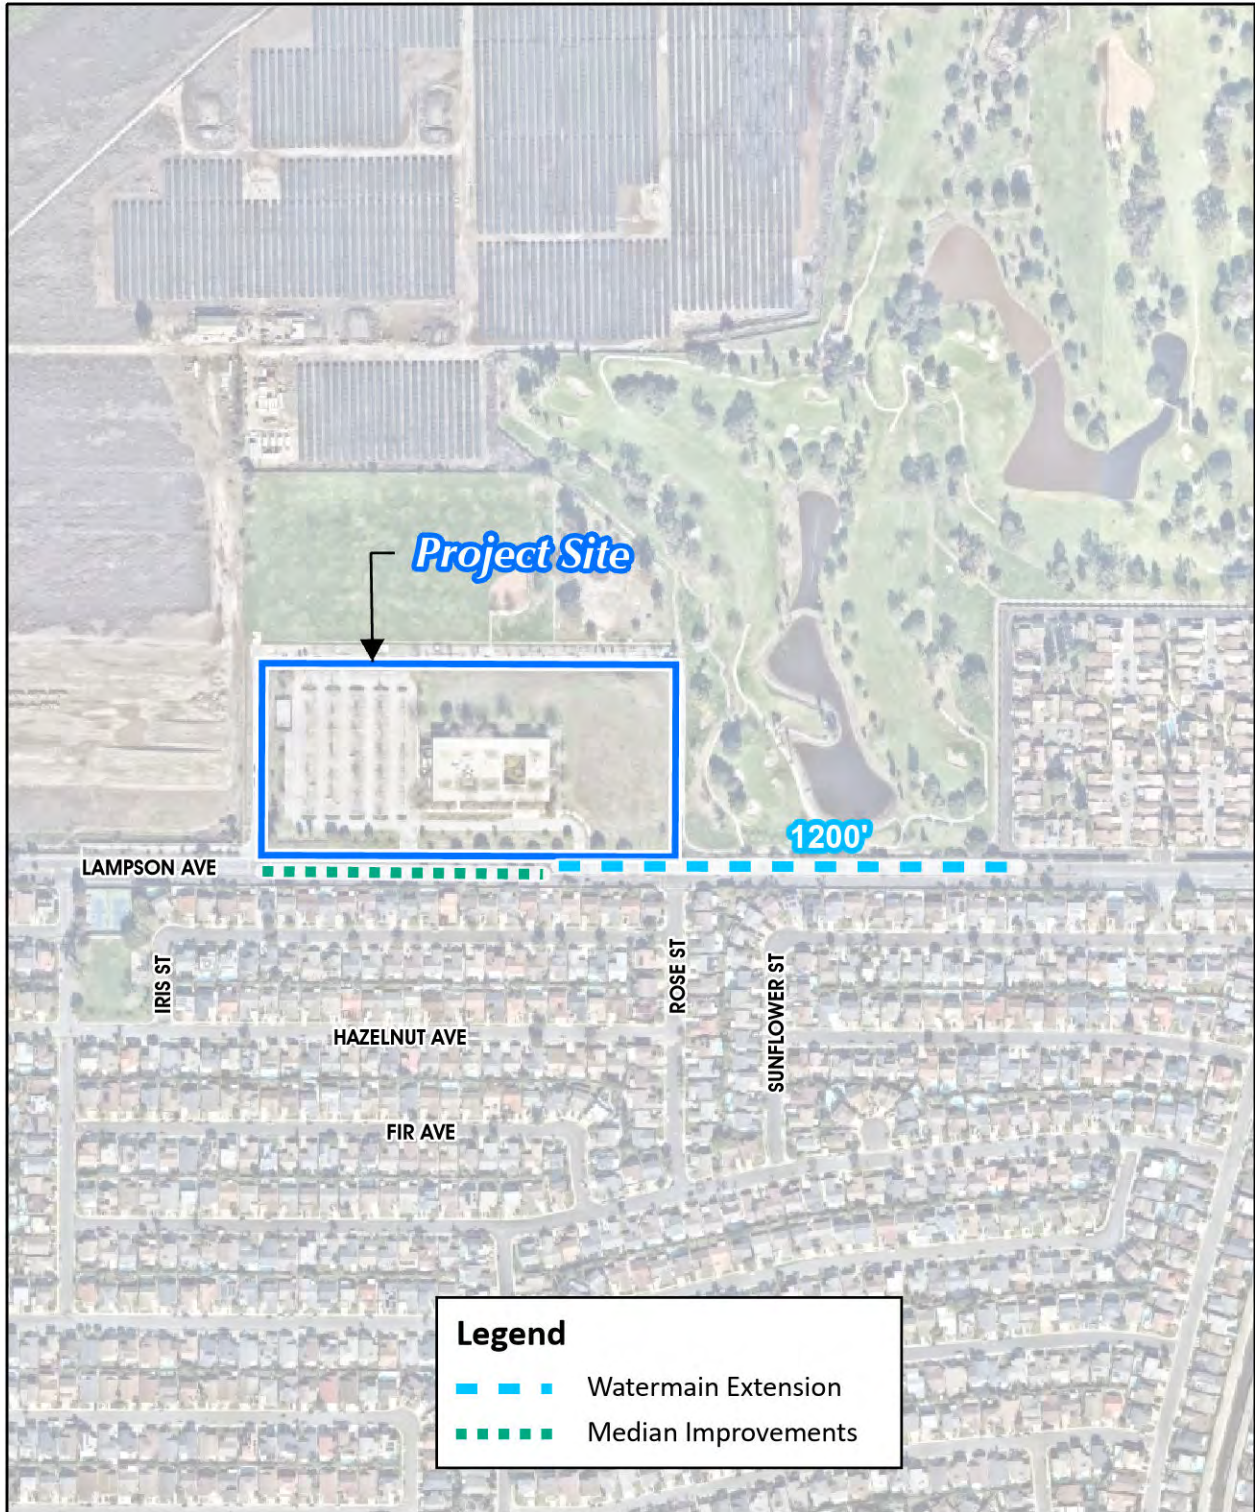 Project Site
1200'
LAMPSON AVE
IRIS ST
ROSE ST
SUNFLOWER ST
HAZELNUT AVE
FIR AVE
Legend
Watermain Extension
Median Improvements